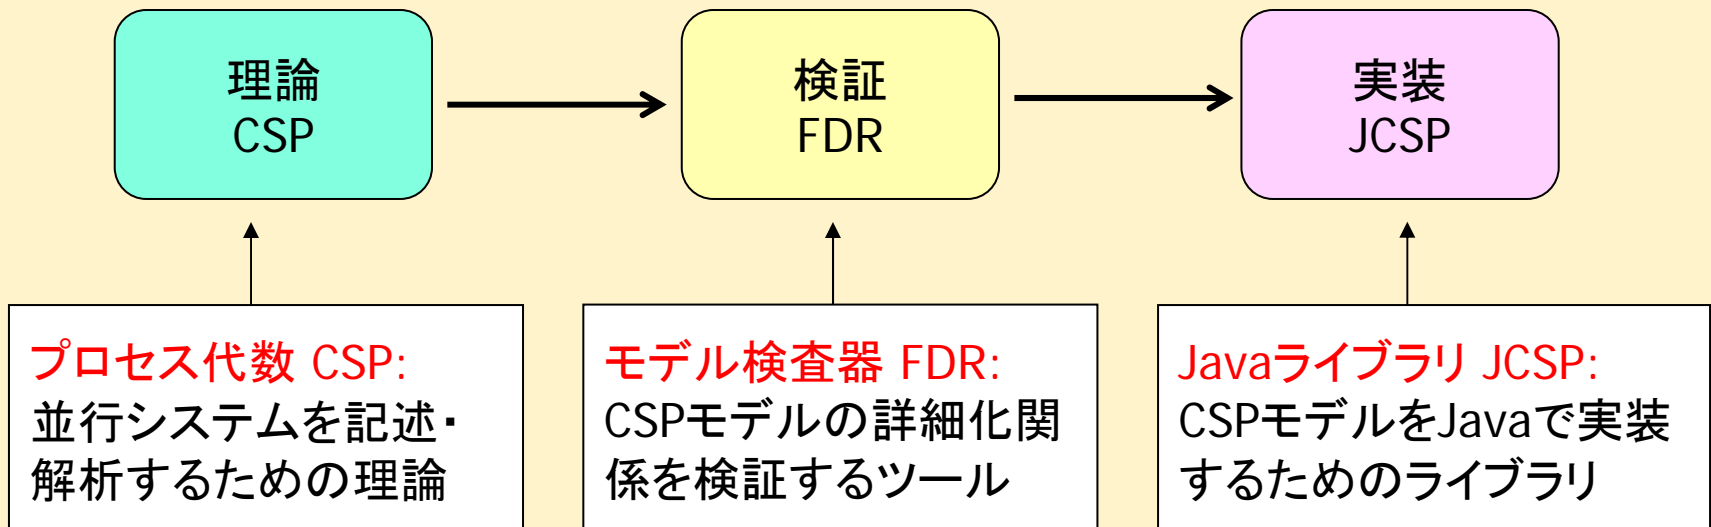 理論
CSP
検証
FDR
実装
JCSP
プロセス代数 CSP:
並行システムを記述・
解析するための理論
モデル検査器 FDR:
CSPモデルの詳細化関
係を検証するツール
Javaライブラリ JCSP:
CSPモデルをJavaで実装
するためのライブラリ